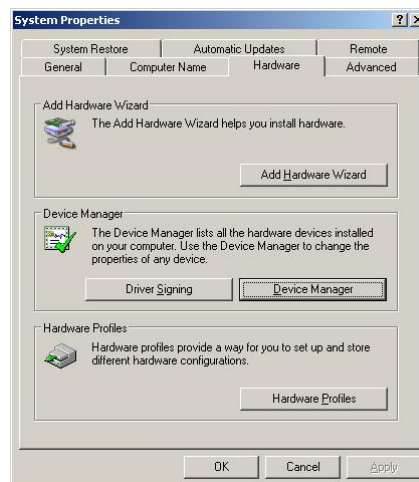 System Properties
System Restore Automatic Updates Remote
General Computer Name Hardware Advanced
Add Hardware Wizard
The Add Hardware Wizard helps you install hardware.
Add Hardware Wizard
Device Manager
The Device Manager lists all the hardware devices installed
on your computer. Use the Device Manager to change the
properties of any device.
Driver Signing Device Manager
Hardware Profiles
Hardware profiles provide a way for you to set up and store
different hardware configurations.
Hardware Profiles
OK Cancel Apply